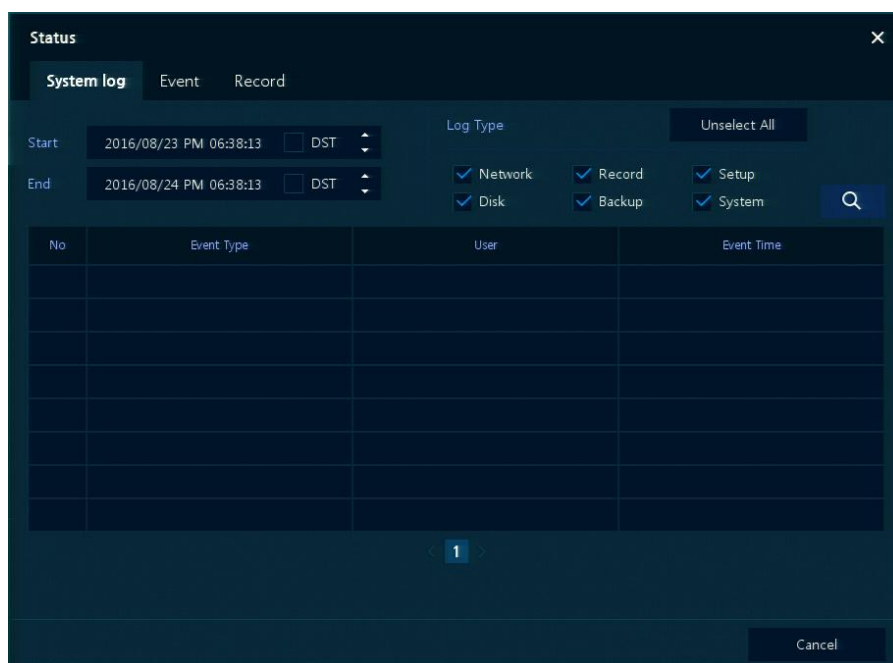 Status
System log Event Record
Log Type Unselect All
Start 2016/08/23 PM 06:38:13 DST
End 2016/08/24 PM 06:38:13 DST
Network Record Setup
Disk Backup System
No Event Type User Event Time
1
Cancel